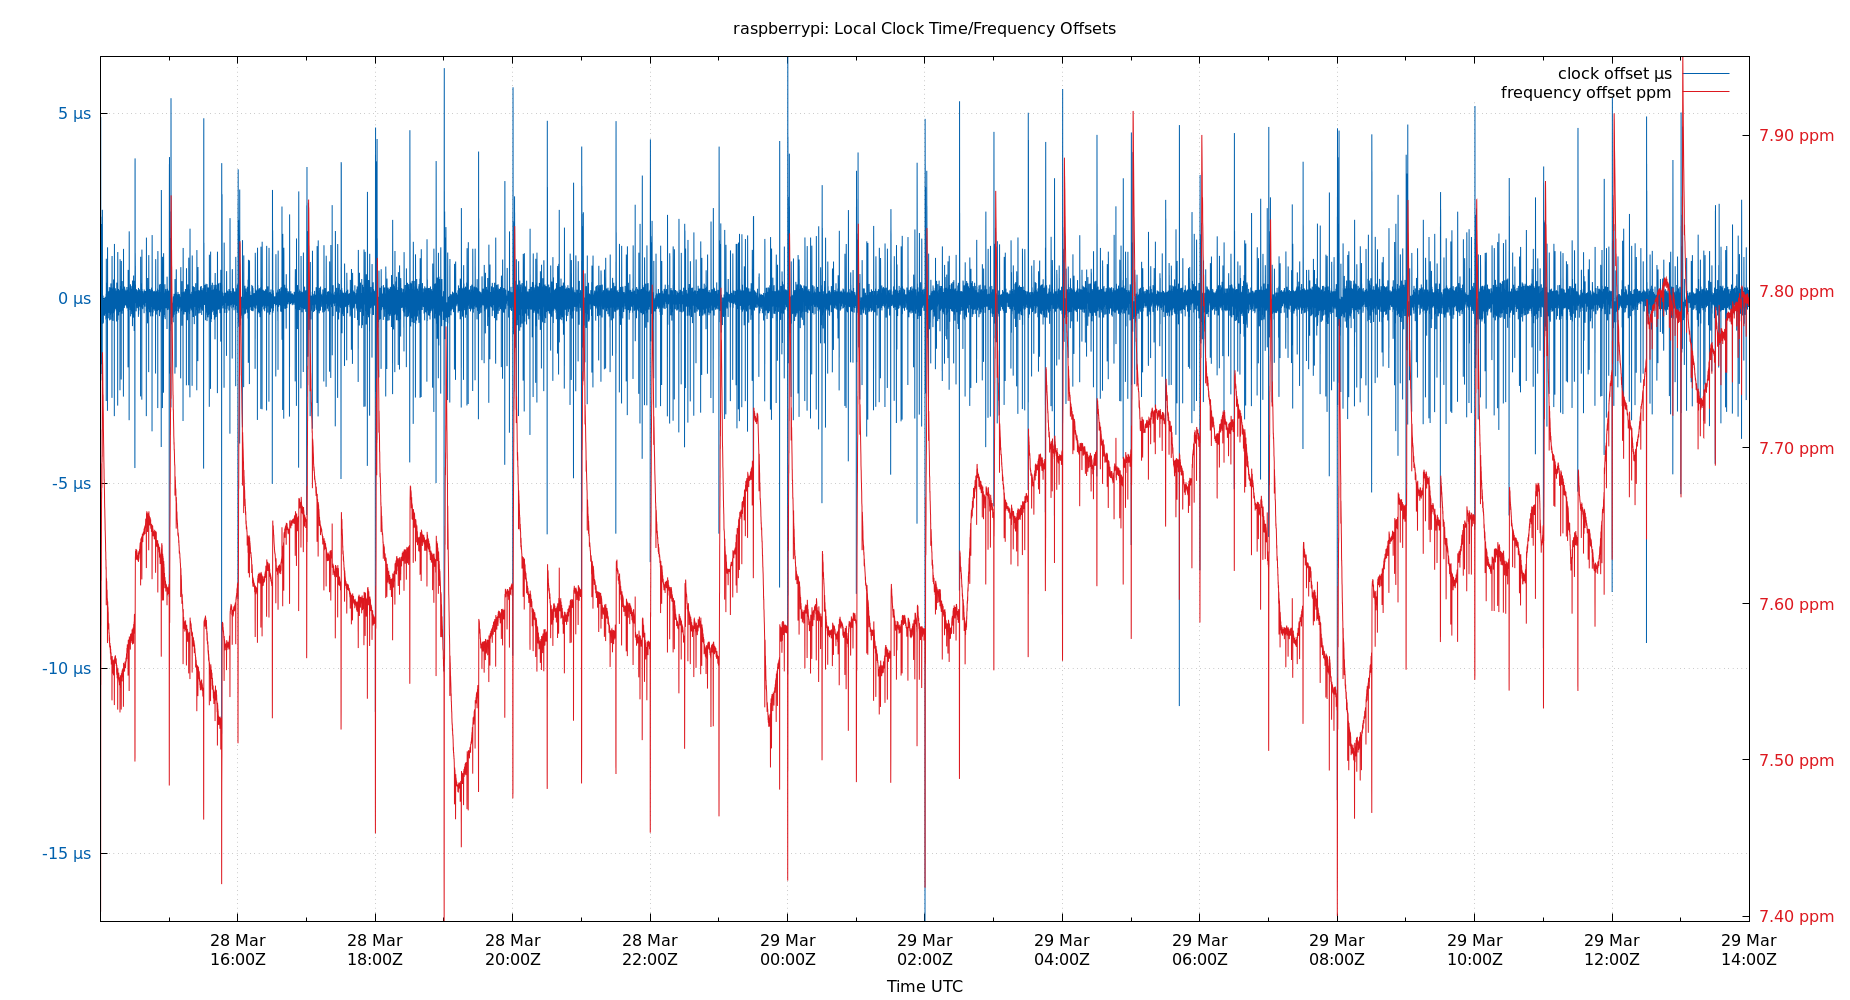 raspberrypi: Local Clock Time/Frequency Offsets
clock offset µs
frequency offset ppm
5 µs
0 µs
-5 µs
-10 µs
-15 µs
7.90 ppm
7.80 ppm
7.70 ppm
7.60 ppm
7.50 ppm
7.40 ppm
28 Mar 16:00Z
28 Mar 18:00Z
28 Mar 20:00Z
28 Mar 22:00Z
29 Mar 00:00Z
29 Mar 02:00Z
29 Mar 04:00Z
29 Mar 06:00Z
29 Mar 08:00Z
29 Mar 10:00Z
29 Mar 12:00Z
29 Mar 14:00Z
Time UTC